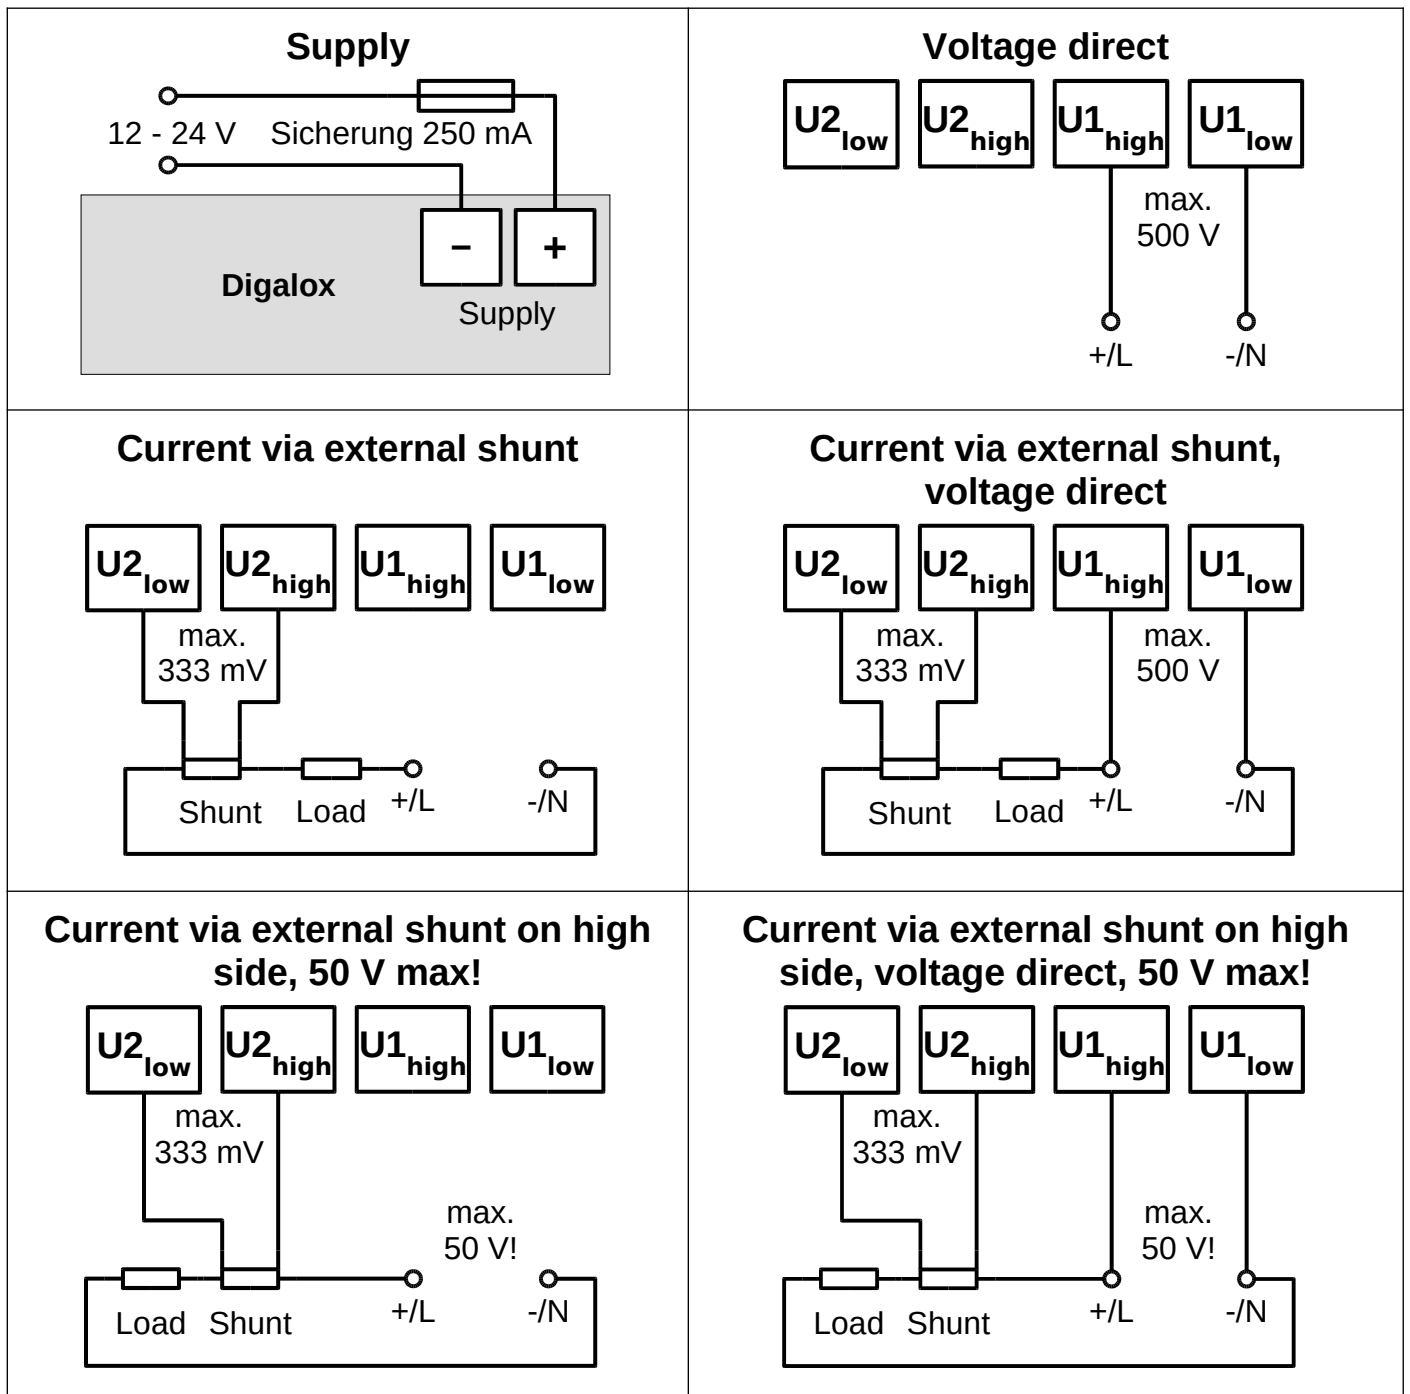 Supply
12 - 24 V Sicherung 250 mA
− +
Digalox
Supply
Voltage direct
U2low U2high U1high U1low
max.
500 V
+/L -/N
Current via external shunt
U2low U2high U1high U1low
max.
333 mV
Shunt Load +/L -/N
Current via external shunt,
voltage direct
U2low U2high U1high U1low
max. max.
333 mV 500 V
Shunt Load +/L -/N
Current via external shunt on high
side, 50 V max!
U2low U2high U1high U1low
max.
333 mV
max.
50 V!
Load Shunt +/L -/N
Current via external shunt on high
side, voltage direct, 50 V max!
U2low U2high U1high U1low
max.
333 mV
max.
50 V!
Load Shunt +/L -/N